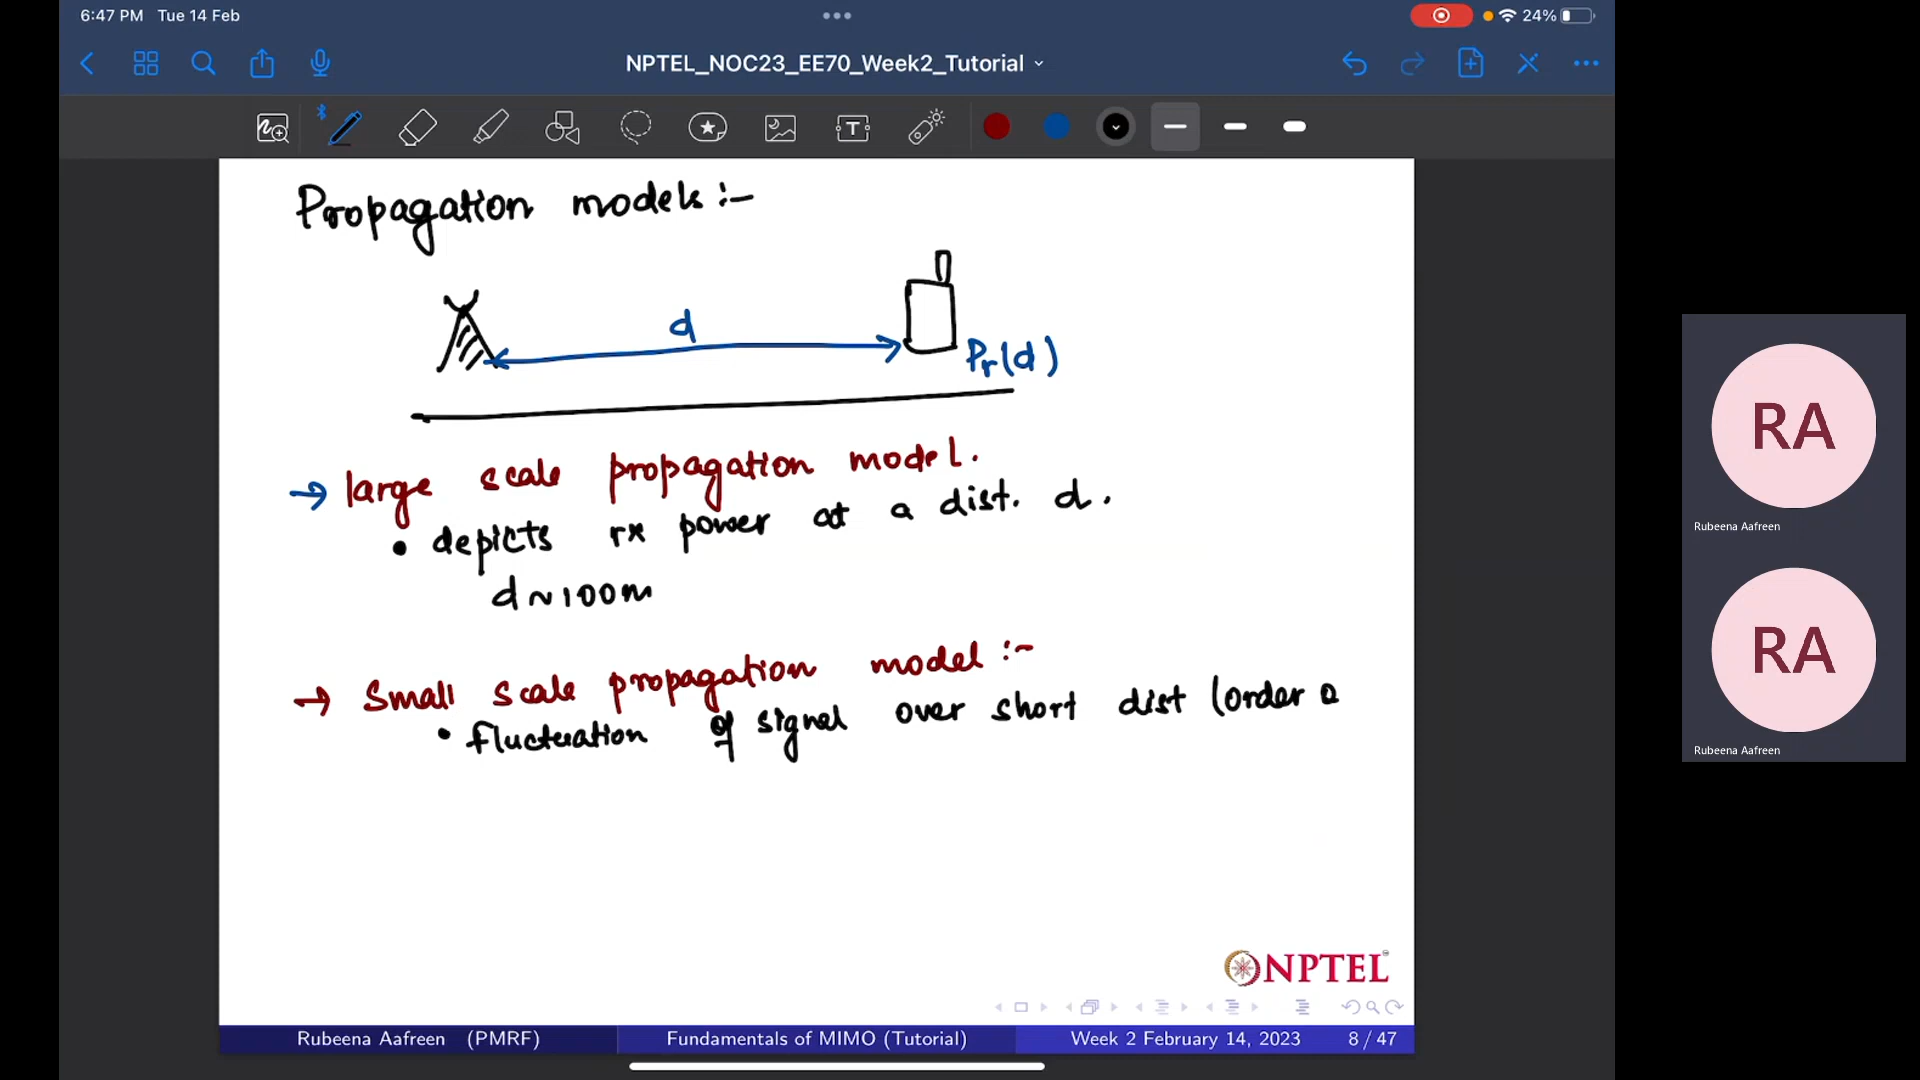 6:47 PM Tue 14 Feb
24%
NPTEL_NOC23_EE70_Week2_Tutorial
Propagation models :-
d
Pr(d)
→ large scale propagation model.
• depicts rx power at a dist. d.
d ~ 100m
→ Small scale propagation model :-
• fluctuation of signal over short dist (order o
NPTEL
Rubeena Aafreen (PMRF) Fundamentals of MIMO (Tutorial) Week 2 February 14, 2023 8 / 47
RA
Rubeena Aafreen
RA
Rubeena Aafreen